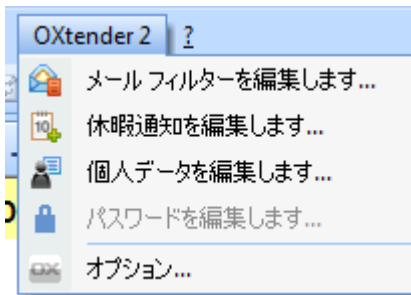 OXtender 2 ?
メール フィルターを編集します...
休暇通知を編集します...
個人データを編集します...
パスワードを編集します...
オプション...